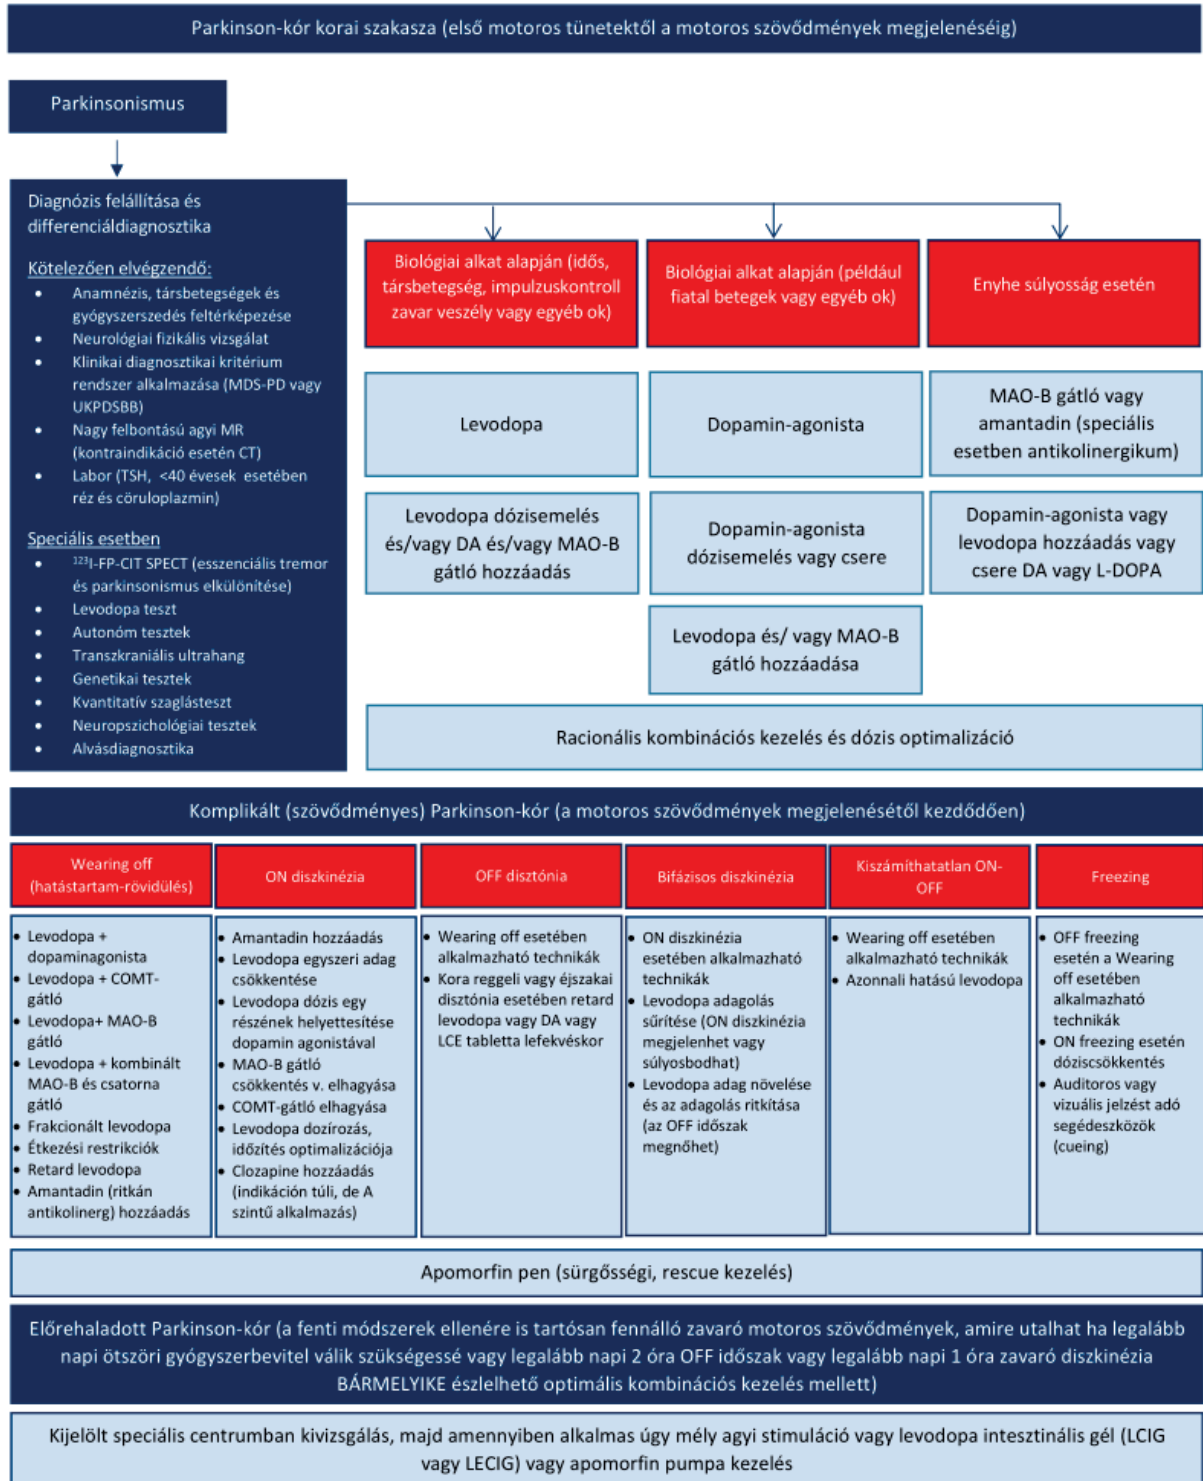 Parkinson-kór korai szakasza (első motoros tünetektől a motoros szövődmények megjelenéséig)
Parkinsonismus
Diagnózis felállítása és
differenciáldiagnosztika
Kötelezően elvégzendő:
• Anamnézis, társbetegségek és
gyógyszerszedés feltérképezése
• Neurológiai fizikális vizsgálat
• Klinikai diagnosztikai kritérium
rendszer alkalmazása (MDS-PD vagy
UKPDSBB)
• Nagy felbontású agyi MR
(kontraindikáció esetén CT)
• Labor (TSH, <40 évesek esetében
réz és cöruloplazmin)
Speciális esetben
• ¹²³I-FP-CIT SPECT (esszenciális tremor
és parkinsonismus elkülönítése)
• Levodopa teszt
• Autonóm tesztek
• Transzkraniális ultrahang
• Genetikai tesztek
• Kvantitatív szaglásteszt
• Neuropszichológiai tesztek
• Alvásdiagnosztika
Biológiai alkat alapján (idős,
társbetegség, impulzuskontroll
zavar veszély vagy egyéb ok)
Levodopa
Levodopa dózisemelés
és/vagy DA és/vagy MAO-B
gátló hozzáadás
Biológiai alkat alapján (például
fiatal betegek vagy egyéb ok)
Dopamin-agonista
Dopamin-agonista
dózisemelés vagy csere
Levodopa és/ vagy MAO-B
gátló hozzáadása
Enyhe súlyosság esetén
MAO-B gátló vagy
amantadin (speciális
esetben antikolinergikum)
Dopamin-agonista vagy
levodopa hozzáadás vagy
csere DA vagy L-DOPA
Racionális kombinációs kezelés és dózis optimalizáció
Komplikált (szövődményes) Parkinson-kór (a motoros szövődmények megjelenésétől kezdődően)
Wearing off
(hatástartam-rövidülés)
• Levodopa +
dopaminagonista
• Levodopa + COMT-
gátló
• Levodopa+ MAO-B
gátló
• Levodopa + kombinált
MAO-B és csatorna
gátló
• Frakcionált levodopa
• Étkezési restrikciók
• Retard levodopa
• Amantadin (ritkán
antikolinerg) hozzáadás
ON diszkinézia
• Amantadin hozzáadás
• Levodopa egyszeri adag
csökkentése
• Levodopa dózis egy
részének helyettesítése
dopamin agonistával
• MAO-B gátló
csökkentés v. elhagyása
• COMT-gátló elhagyása
• Levodopa dozírozás,
időzítés optimalizációja
• Clozapine hozzáadás
(indikáción túli, de A
szintű alkalmazás)
OFF disztónia
• Wearing off esetében
alkalmazható technikák
• Kora reggeli vagy éjszakai
disztónia esetében retard
levodopa vagy DA vagy
LCE tabletta lefekvéskor
Bifázisos diszkinézia
• ON diszkinézia
esetében alkalmazható
technikák
• Levodopa adagolás
sűrítése (ON diszkinézia
megjelenhet vagy
súlyosbodhat)
• Levodopa adag növelése
és az adagolás ritkítása
(az OFF időszak
megnőhet)
Kiszámíthatatlan ON-
OFF
• Wearing off esetében
alkalmazható technikák
• Azonnali hatású levodopa
Freezing
• OFF freezing
esetén a Wearing
off esetében
alkalmazható
technikák
• ON freezing esetén
dóziscsökkentés
• Auditoros vagy
vizuális jelzést adó
segédeszközök
(cueing)
Apomorfin pen (sürgősségi, rescue kezelés)
Előrehaladott Parkinson-kór (a fenti módszerek ellenére is tartósan fennálló zavaró motoros szövődmények, amire utalhat ha legalább
napi ötszöri gyógyszerbevitel válik szükségessé vagy legalább napi 2 óra OFF időszak vagy legalább napi 1 óra zavaró diszkinézia
BÁRMELYIKE észlelhető optimális kombinációs kezelés mellett)
Kijelölt speciális centrumban kivizsgálás, majd amennyiben alkalmas úgy mély agyi stimuláció vagy levodopa intesztinális gél (LCIG
vagy LECIG) vagy apomorfin pumpa kezelés